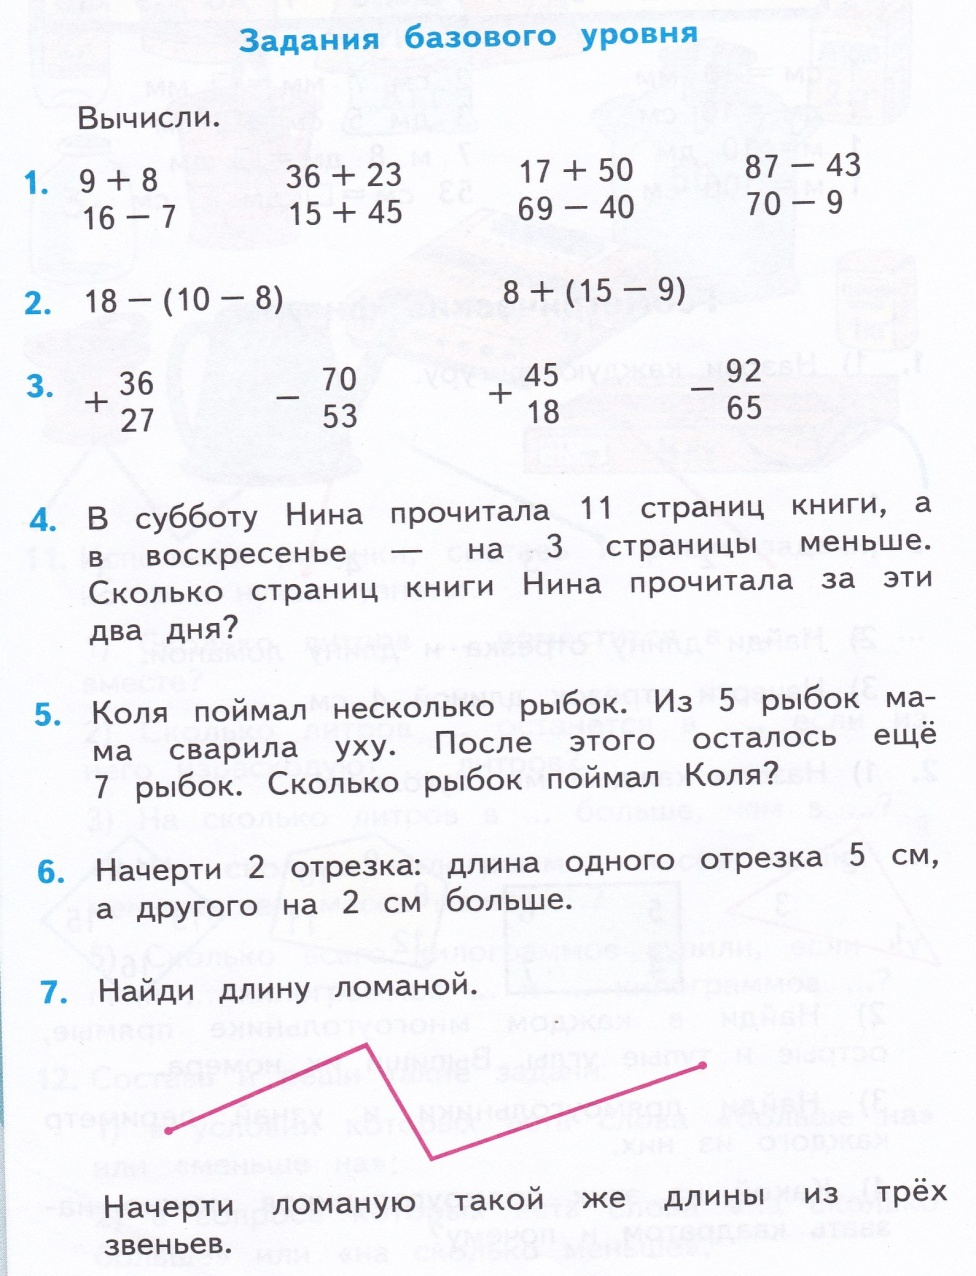 Задания базового уровня
Вычисли.
1. 9 + 8 36 + 23 17 + 50 87 − 43
16 − 7 15 + 45 69 − 40 70 − 9
2. 18 − (10 − 8) 8 + (15 − 9)
3. + 36 − 70 + 45 − 92
27 53 18 65
4. В субботу Нина прочитала 11 страниц книги, а
в воскресенье — на 3 страницы меньше.
Сколько страниц книги Нина прочитала за эти
два дня?
5. Коля поймал несколько рыбок. Из 5 рыбок ма-
ма сварила уху. После этого осталось ещё
7 рыбок. Сколько рыбок поймал Коля?
6. Начерти 2 отрезка: длина одного отрезка 5 см,
а другого на 2 см больше.
7. Найди длину ломаной.
Начерти ломаную такой же длины из трёх
звеньев.